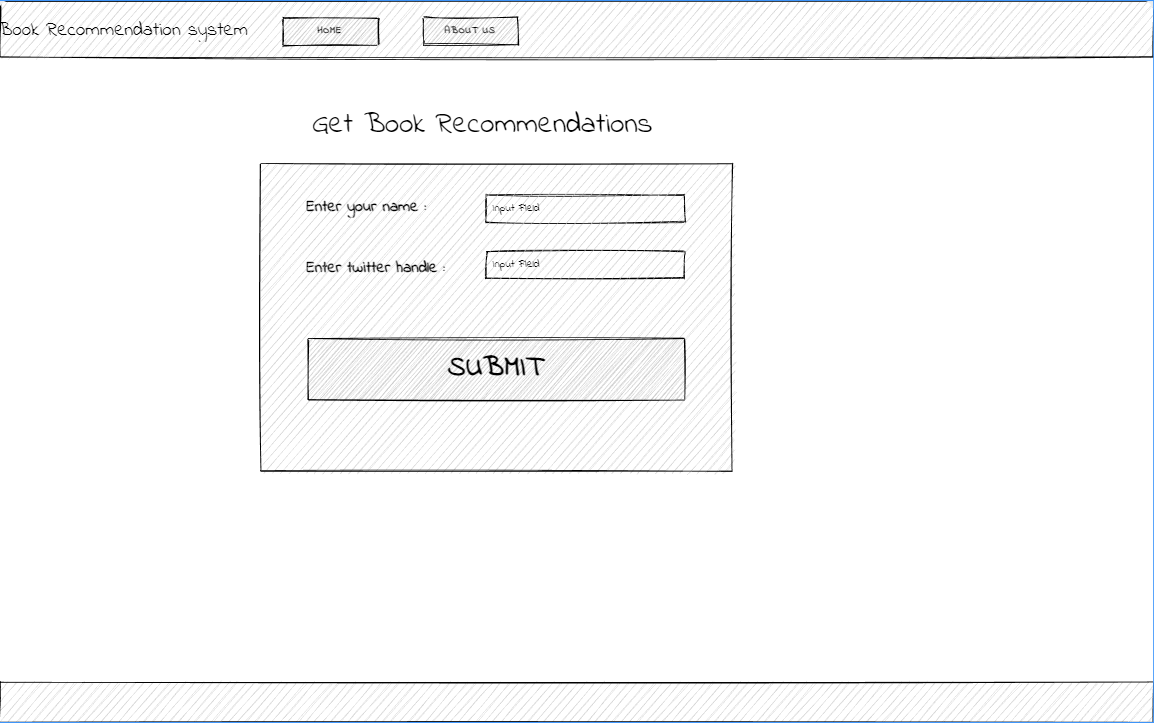 Book Recommendation system
HOME
ABOUT US
Get Book Recommendations
Enter your name :
Input Field
Enter twitter handle :
Input Field
SUBMIT